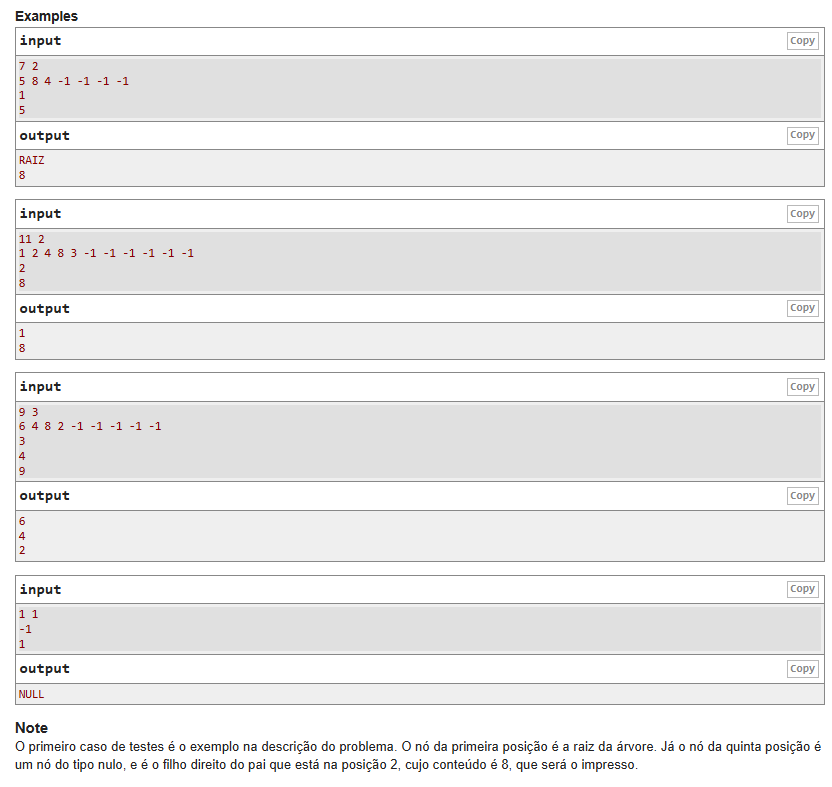 Examples
input
Copy
7 2
5 8 4 -1 -1 -1 -1
1
5
output
Copy
RAIZ
8
input
Copy
11 2
1 2 4 8 3 -1 -1 -1 -1 -1 -1
2
8
output
Copy
1
8
input
Copy
9 3
6 4 8 2 -1 -1 -1 -1 -1
3
4
9
output
Copy
6
4
2
input
Copy
1 1
-1
1
output
Copy
NULL
Note
O primeiro caso de testes é o exemplo na descrição do problema. O nó da primeira posição é a raiz da árvore. Já o nó da quinta posição é
um nó do tipo nulo, e é o filho direito do pai que está na posição 2, cujo conteúdo é 8, que será o impresso.